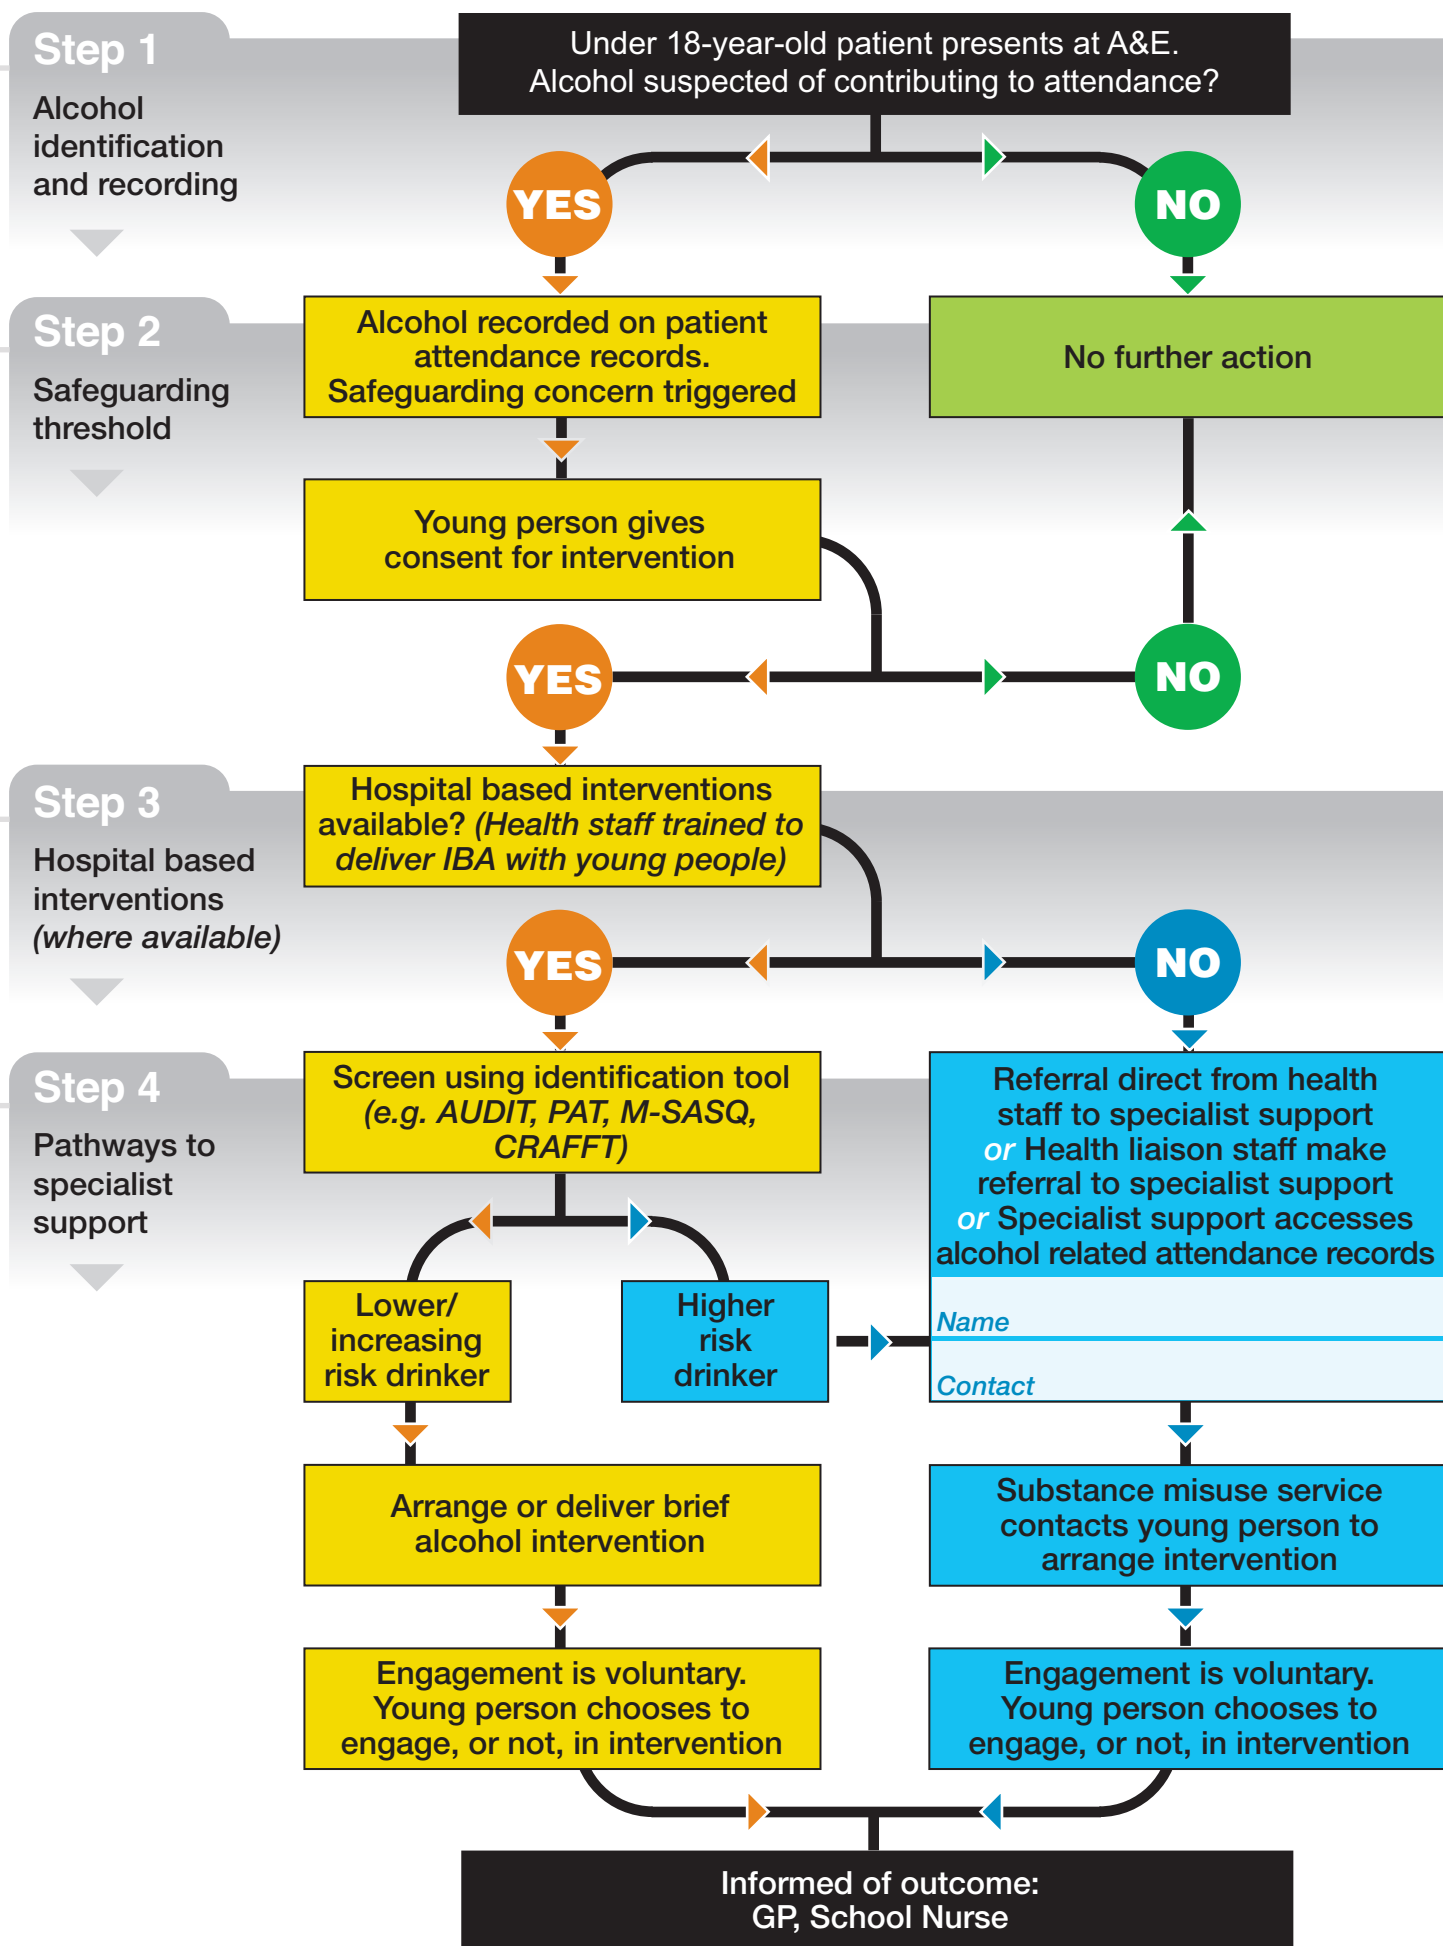 Step 1
Alcohol
identification
and recording
Under 18-year-old patient presents at A&E.
Alcohol suspected of contributing to attendance?
YES
NO
Step 2
Safeguarding
threshold
Alcohol recorded on patient
attendance records.
Safeguarding concern triggered
No further action
Young person gives
consent for intervention
YES
NO
Step 3
Hospital based
interventions
(where available)
Hospital based interventions
available? (Health staff trained to
deliver IBA with young people)
YES
NO
Step 4
Pathways to
specialist
support
Screen using identification tool
(e.g. AUDIT, PAT, M-SASQ,
CRAFFT)
Referral direct from health
staff to specialist support
or Health liaison staff make
referral to specialist support
or Specialist support accesses
alcohol related attendance records
Name
Contact
Lower/
increasing
risk drinker
Higher
risk
drinker
Arrange or deliver brief
alcohol intervention
Substance misuse service
contacts young person to
arrange intervention
Engagement is voluntary.
Young person chooses to
engage, or not, in intervention
Engagement is voluntary.
Young person chooses to
engage, or not, in intervention
Informed of outcome:
GP, School Nurse